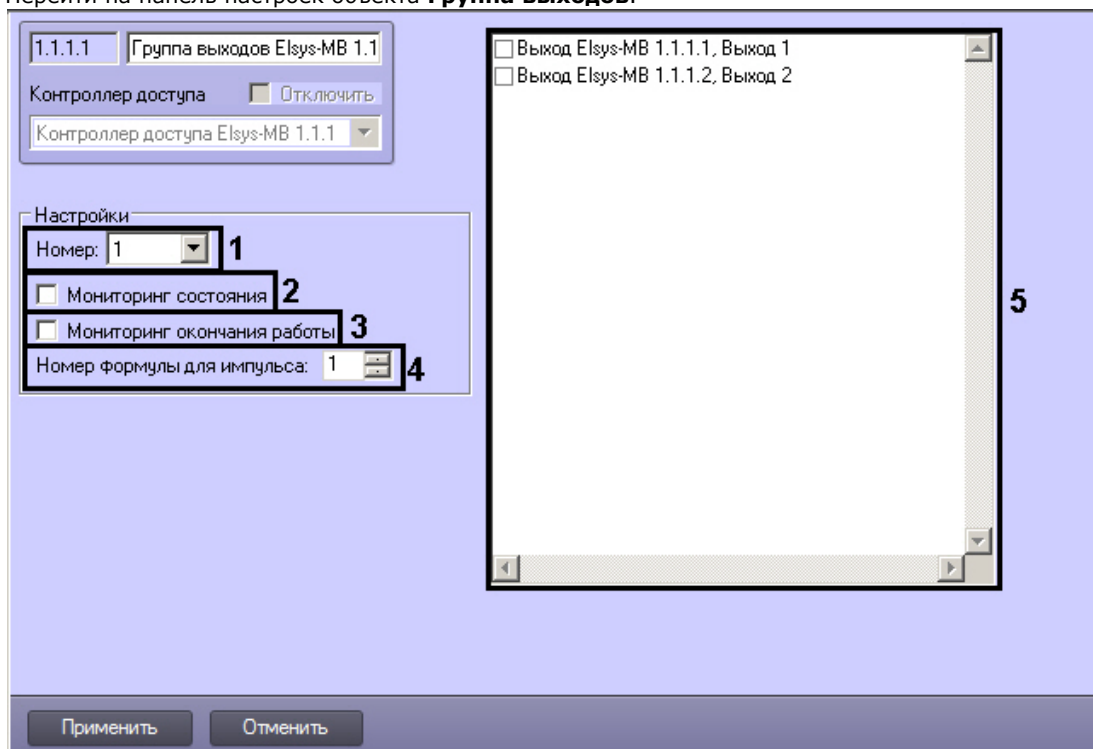 Перейти на панель настроек объекта Группа выходов.
1.1.1.1 Группа выходов Elsys-MB 1.1
Контроллер доступа Отключить
Контроллер доступа Elsys-MB 1.1.1
Настройки
Номер: 1 1
Мониторинг состояния 2
Мониторинг окончания работы 3
Номер формулы для импульса: 1 4
Выход Elsys-MB 1.1.1.1, Выход 1
Выход Elsys-MB 1.1.1.2, Выход 2
5
Применить Отменить